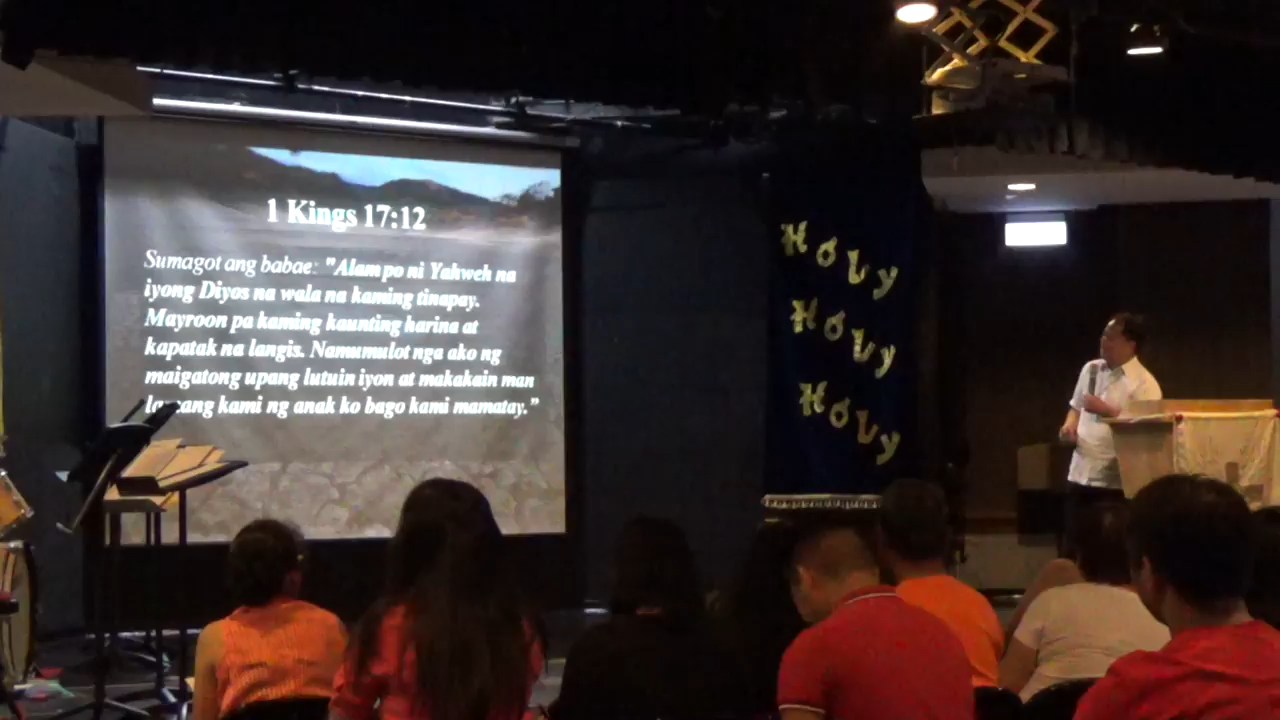 1 Kings 17:12
Sumagot ang babae: "Alam po ni Yahweh na
iyong Diyos na wala na kaming tinapay.
Mayroon pa kaming kaunting harina at
kapatak na langis. Namumulot nga ako ng
maigatong upang lutuin iyon at makakain man
kami ng anak ko bago kami mamatay."
Holy
Holy
Holy